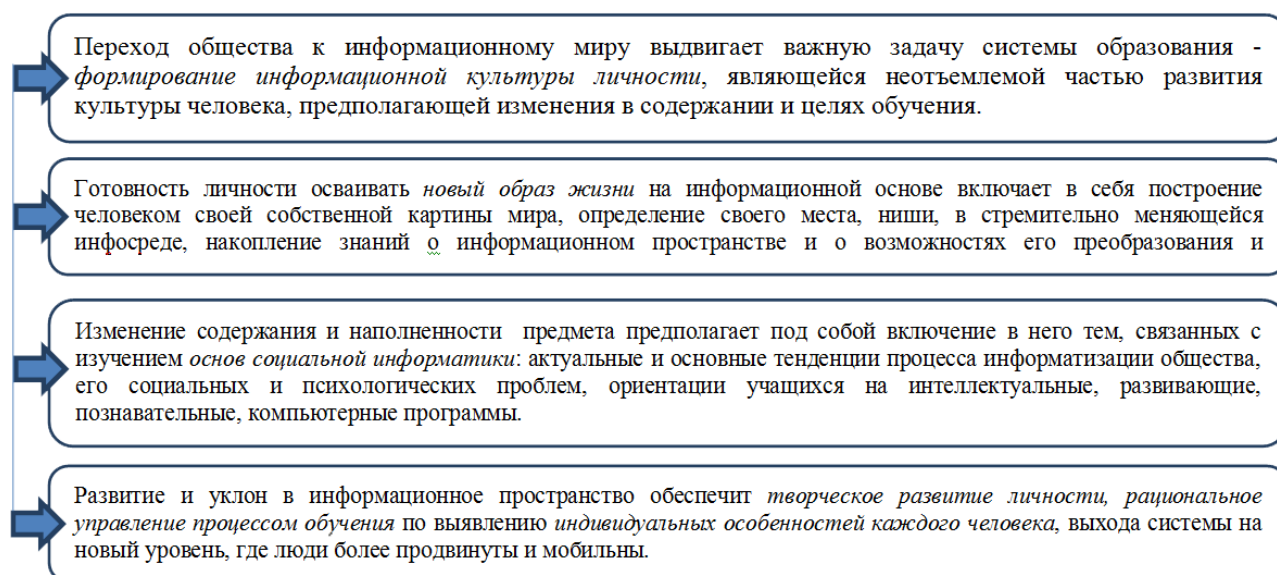 Переход общества к информационному миру выдвигает важную задачу системы образования -
формирование информационной культуры личности, являющейся неотъемлемой частью развития
культуры человека, предполагающей изменения в содержании и целях обучения.
Готовность личности осваивать новый образ жизни на информационной основе включает в себя построение
человеком своей собственной картины мира, определение своего места, ниши, в стремительно меняющейся
инфосреде, накопление знаний о информационном пространстве и о возможностях его преобразования и
Изменение содержания и наполненности предмета предполагает под собой включение в него тем, связанных с
изучением основ социальной информатики: актуальные и основные тенденции процесса информатизации общества,
его социальных и психологических проблем, ориентации учащихся на интеллектуальные, развивающие,
познавательные, компьютерные программы.
Развитие и уклон в информационное пространство обеспечит творческое развитие личности, рациональное
управление процессом обучения по выявлению индивидуальных особенностей каждого человека, выхода системы на
новый уровень, где люди более продвинуты и мобильны.